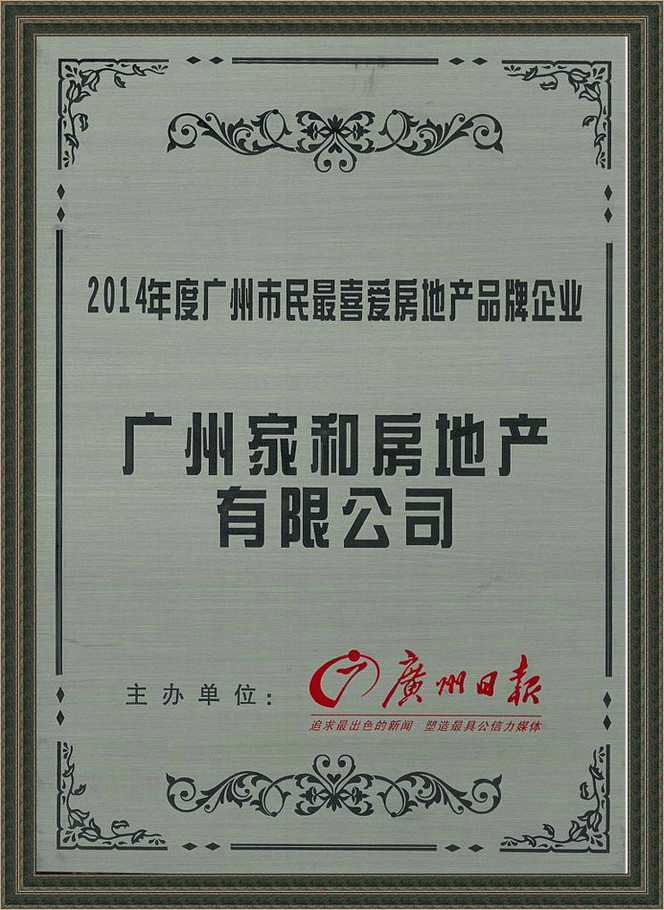 2014年度广州市民最喜爱房地产品牌企业
广州家和房地产
有限公司
主办单位：
廣州日报
追求最出色的新闻 塑造最具公信力媒体